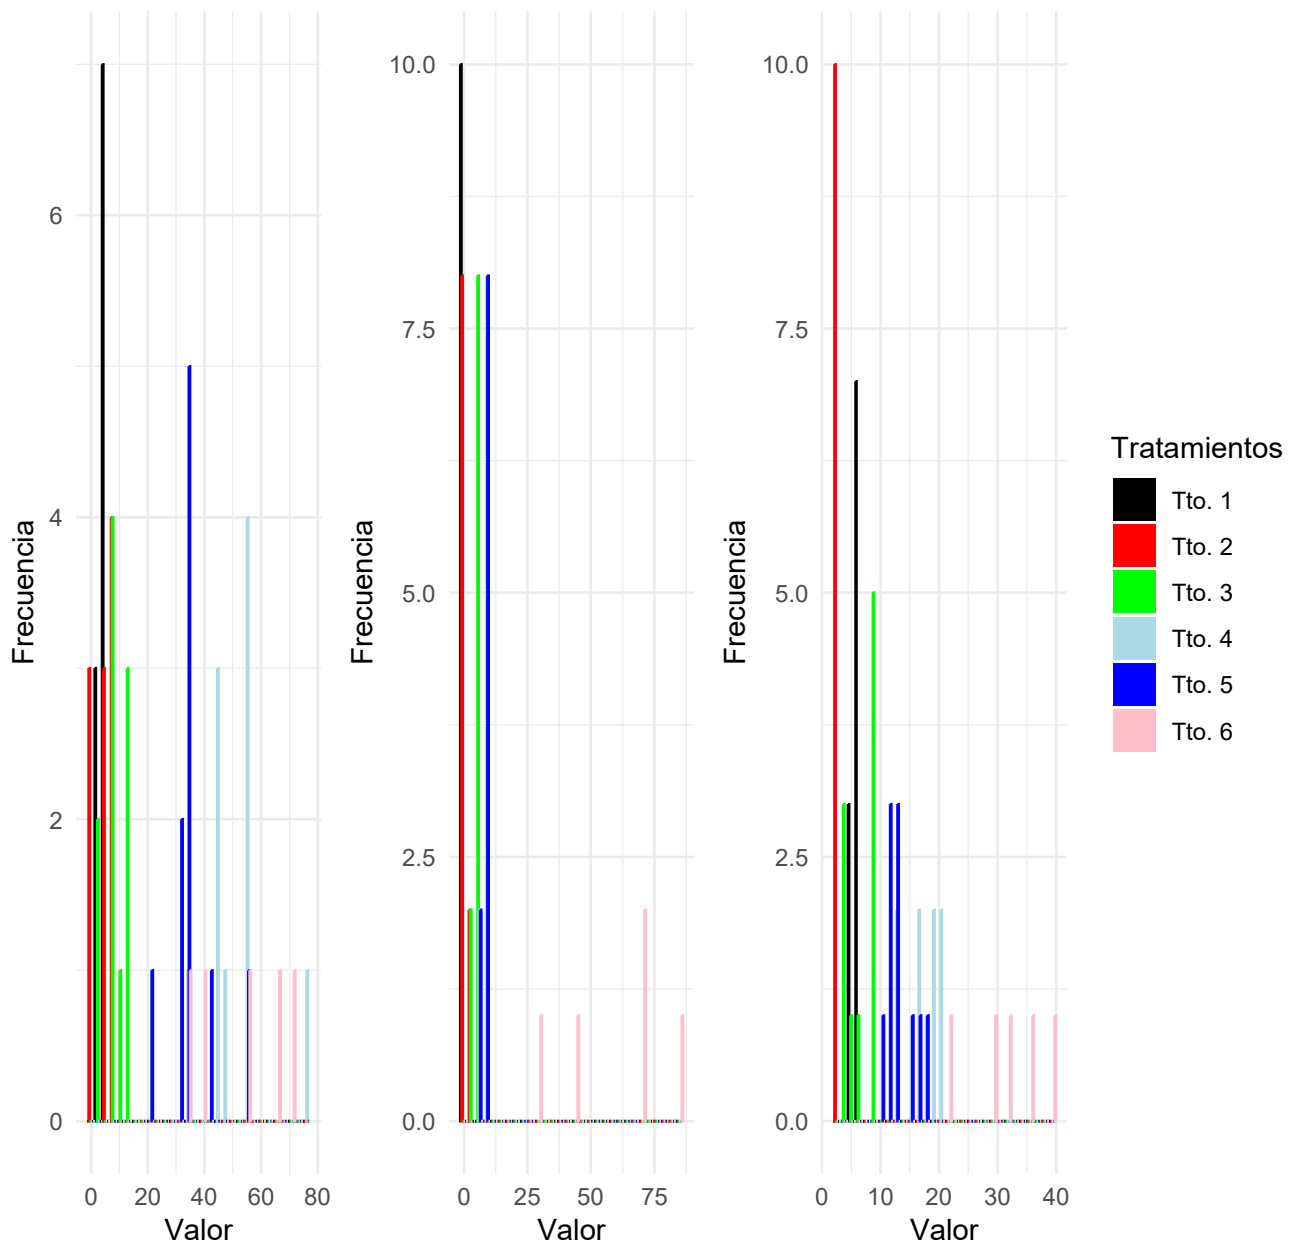 Frecuencia
6
4
2
0
0 20 40 60 80
Valor
Frecuencia
10.0
7.5
5.0
2.5
0.0
0 25 50 75
Valor
Frecuencia
10.0
7.5
5.0
2.5
0.0
0 10 20 30 40
Valor
Tratamientos
Tto. 1
Tto. 2
Tto. 3
Tto. 4
Tto. 5
Tto. 6